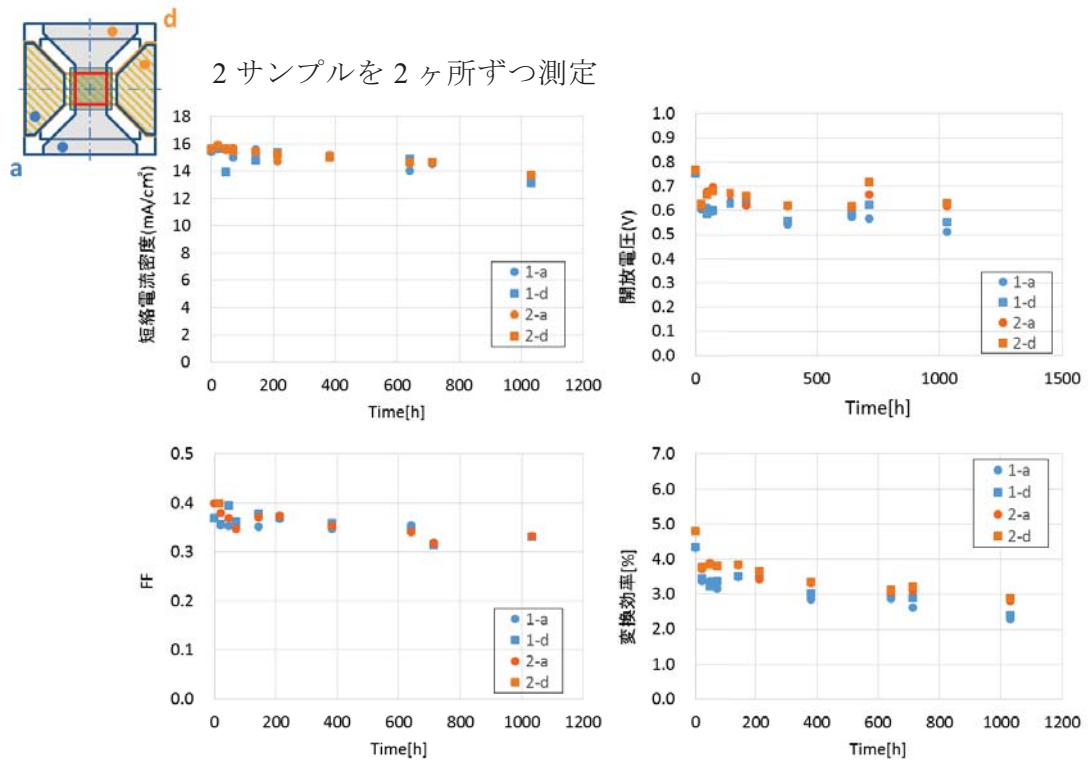 d
a
2 サンプルを 2 ヶ所ずつ測定
短絡電流密度(mA/cm²)
18
16
14
12
10
8
6
4
2
0
0 200 400 600 800 1000 1200
Time[h]
1-a
1-d
2-a
2-d
開放電圧(V)
1.0
0.9
0.8
0.7
0.6
0.5
0.4
0.3
0.2
0.1
0.0
0 500 1000 1500
Time[h]
1-a
1-d
2-a
2-d
FF
0.5
0.4
0.3
0.2
0.1
0.0
0 200 400 600 800 1000 1200
Time[h]
1-a
1-d
2-a
2-d
変換効率[%]
7.0
6.0
5.0
4.0
3.0
2.0
1.0
0.0
0 200 400 600 800 1000 1200
Time[h]
1-a
1-d
2-a
2-d